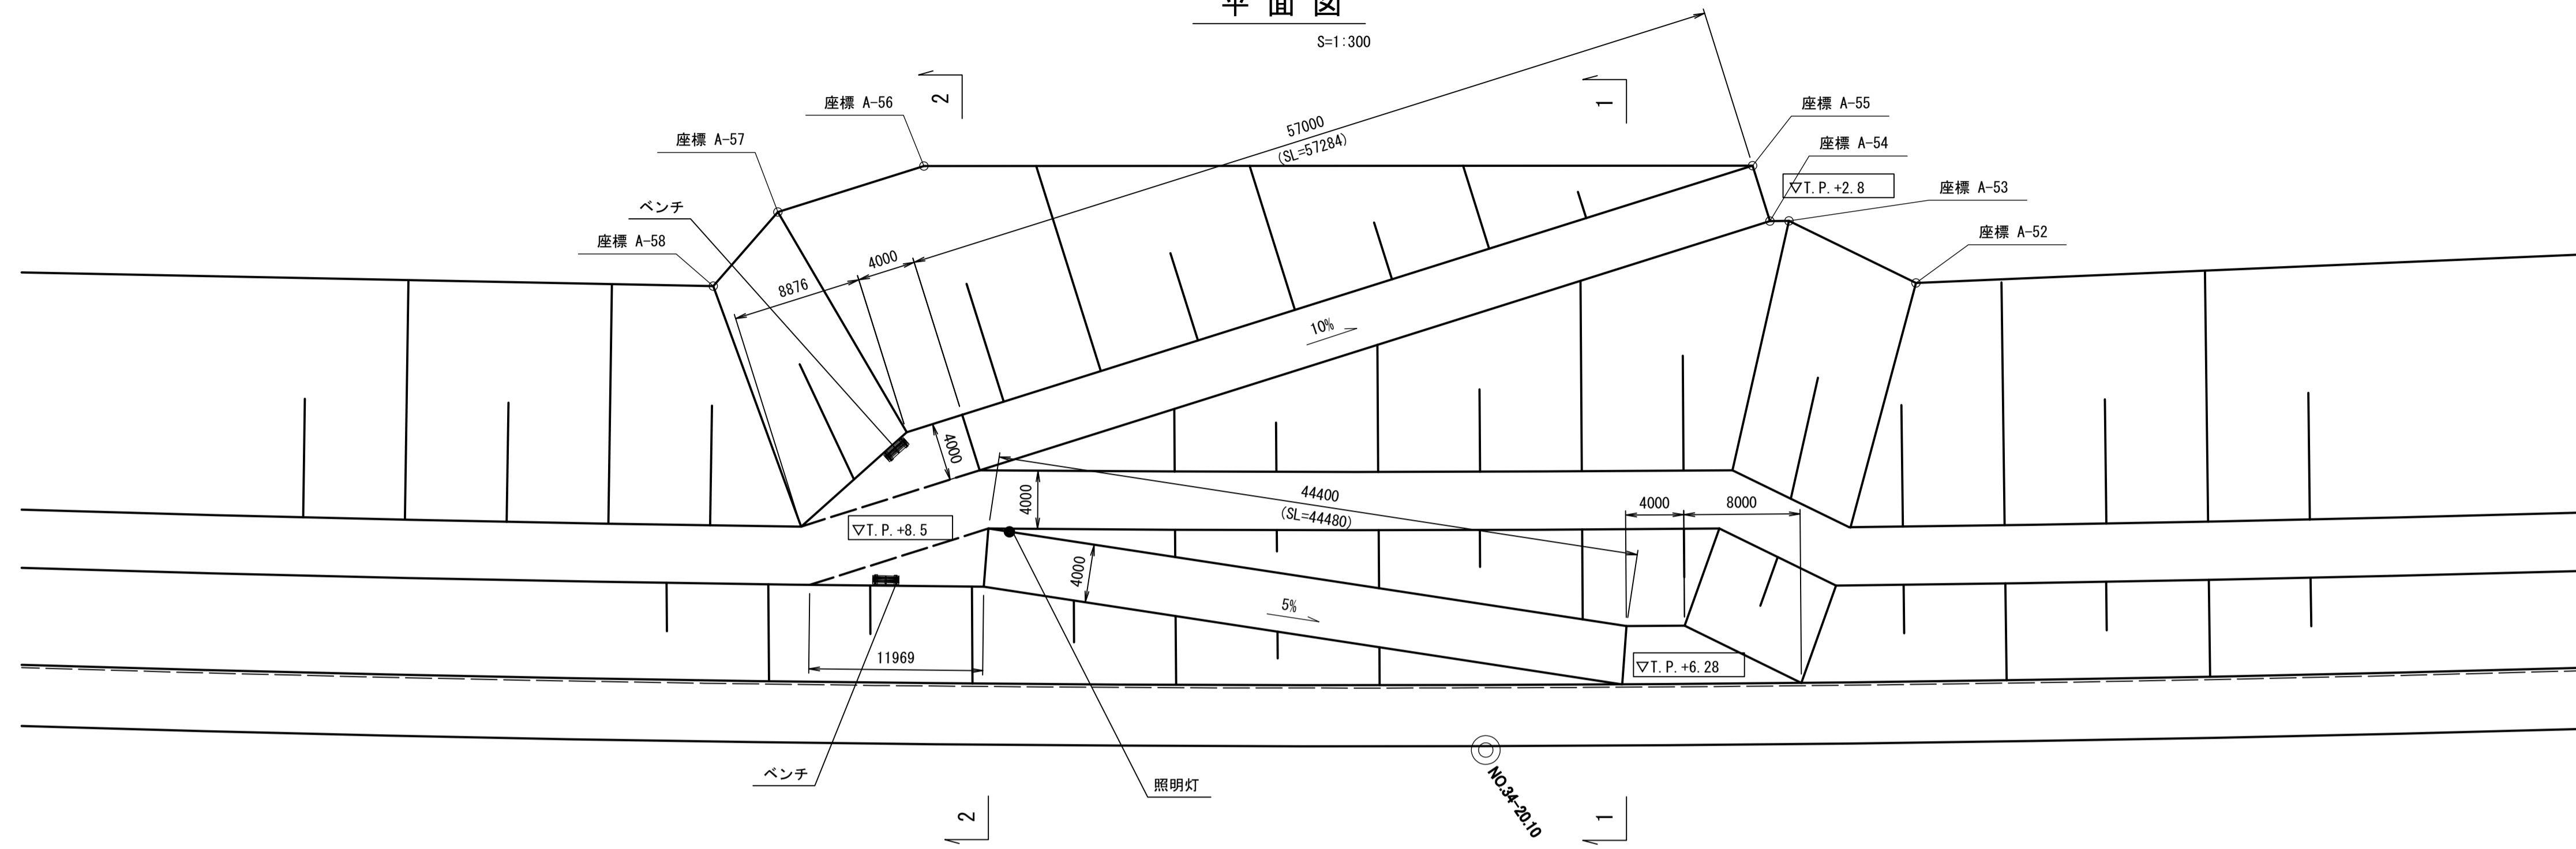 平面図
S=1:300
2
1
座標 A-56
座標 A-55
座標 A-57
57000
(SL=57284)
座標 A-54
▽T.P.+2.8
座標 A-53
ベンチ
座標 A-52
座標 A-58
4000
8876
10%
4000
44400
(SL=44480)
4000
4000
8000
▽T.P.+8.5
4000
5%
11969
▽T.P.+6.28
ベンチ
照明灯
NO.34-20.10
2
1